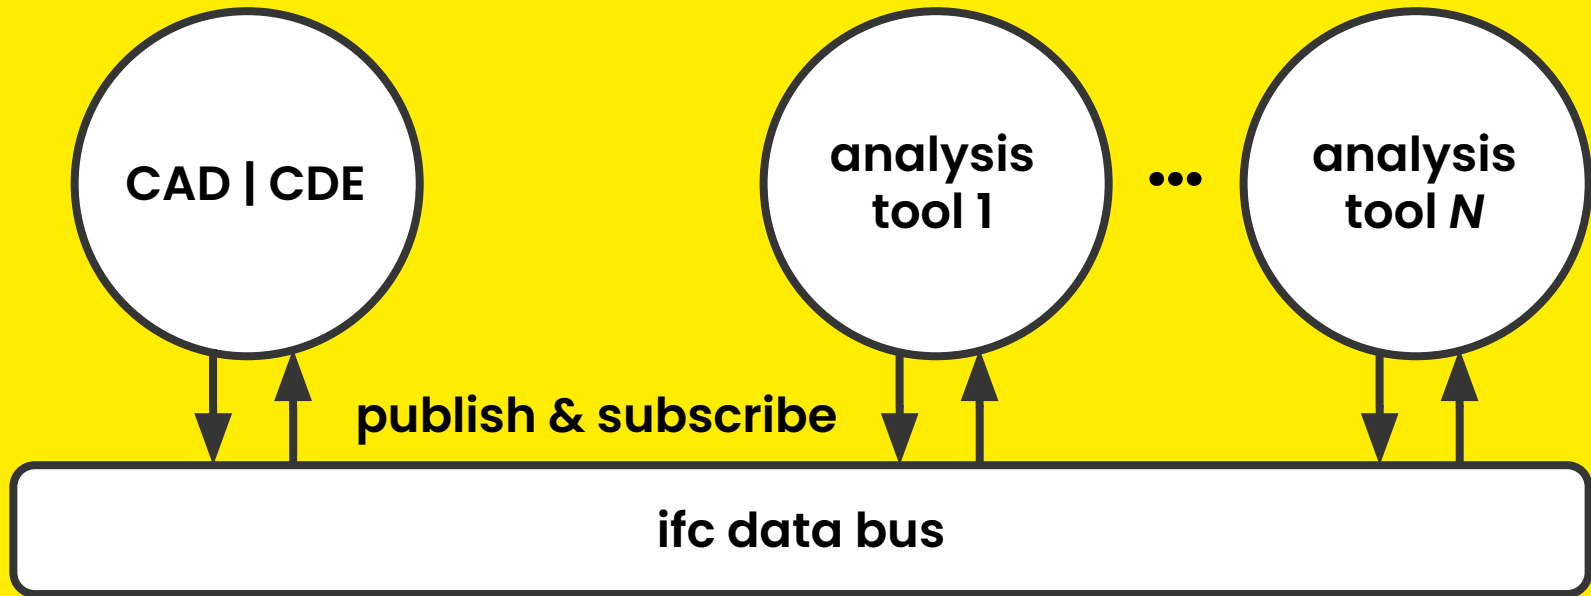 CAD | CDE
analysis
tool 1
•••
analysis
tool N
publish & subscribe
ifc data bus